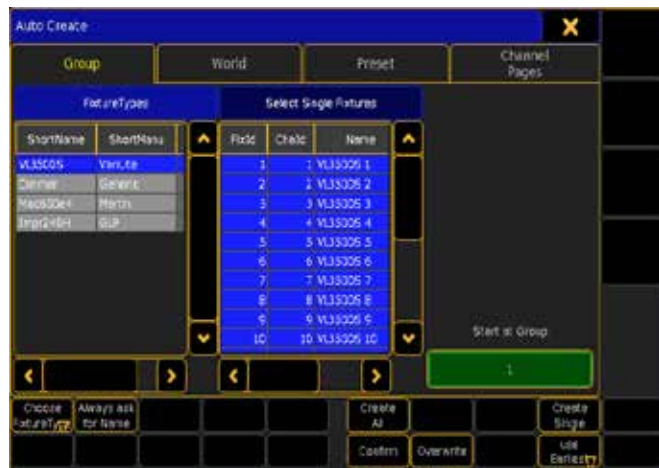 Auto Create
Group
World
Preset
Channel
Pages
FixtureTypes
Select Single Fixtures
ShortName ShortManu
FixId ChaId Name
VL3500S VariLite
Dimmer Generic
Martin
GLP
1 1 VL3500S 1
2 2 VL3500S 2
3 3 VL3500S 3
4 4 VL3500S 4
5 5 VL3500S 5
6 6 VL3500S 6
7 7 VL3500S 7
8 8 VL3500S 8
9 9 VL3500S 9
10 10 VL3500S 10
Start at Group
1
Choose
FixtureType
Always ask
for Name
Create
All
Create
Single
Confirm
Overwrite
Use
Earliest